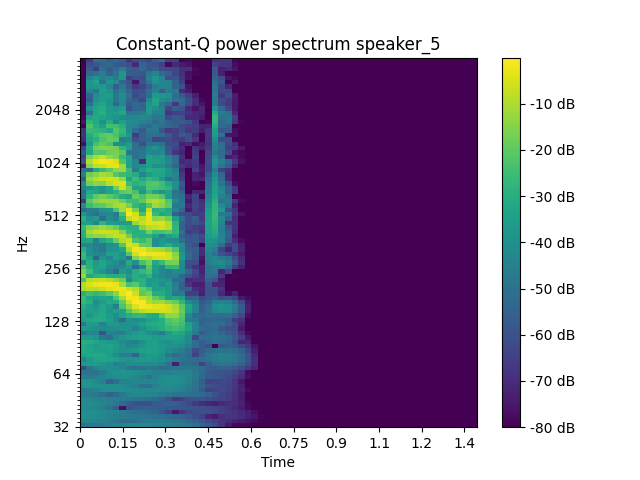 Constant-Q power spectrum speaker_5
Hz
2048
1024
512
256
128
64
32
0 0.15 0.3 0.45 0.6 0.75 0.9 1.1 1.2 1.4
Time
-10 dB
-20 dB
-30 dB
-40 dB
-50 dB
-60 dB
-70 dB
-80 dB